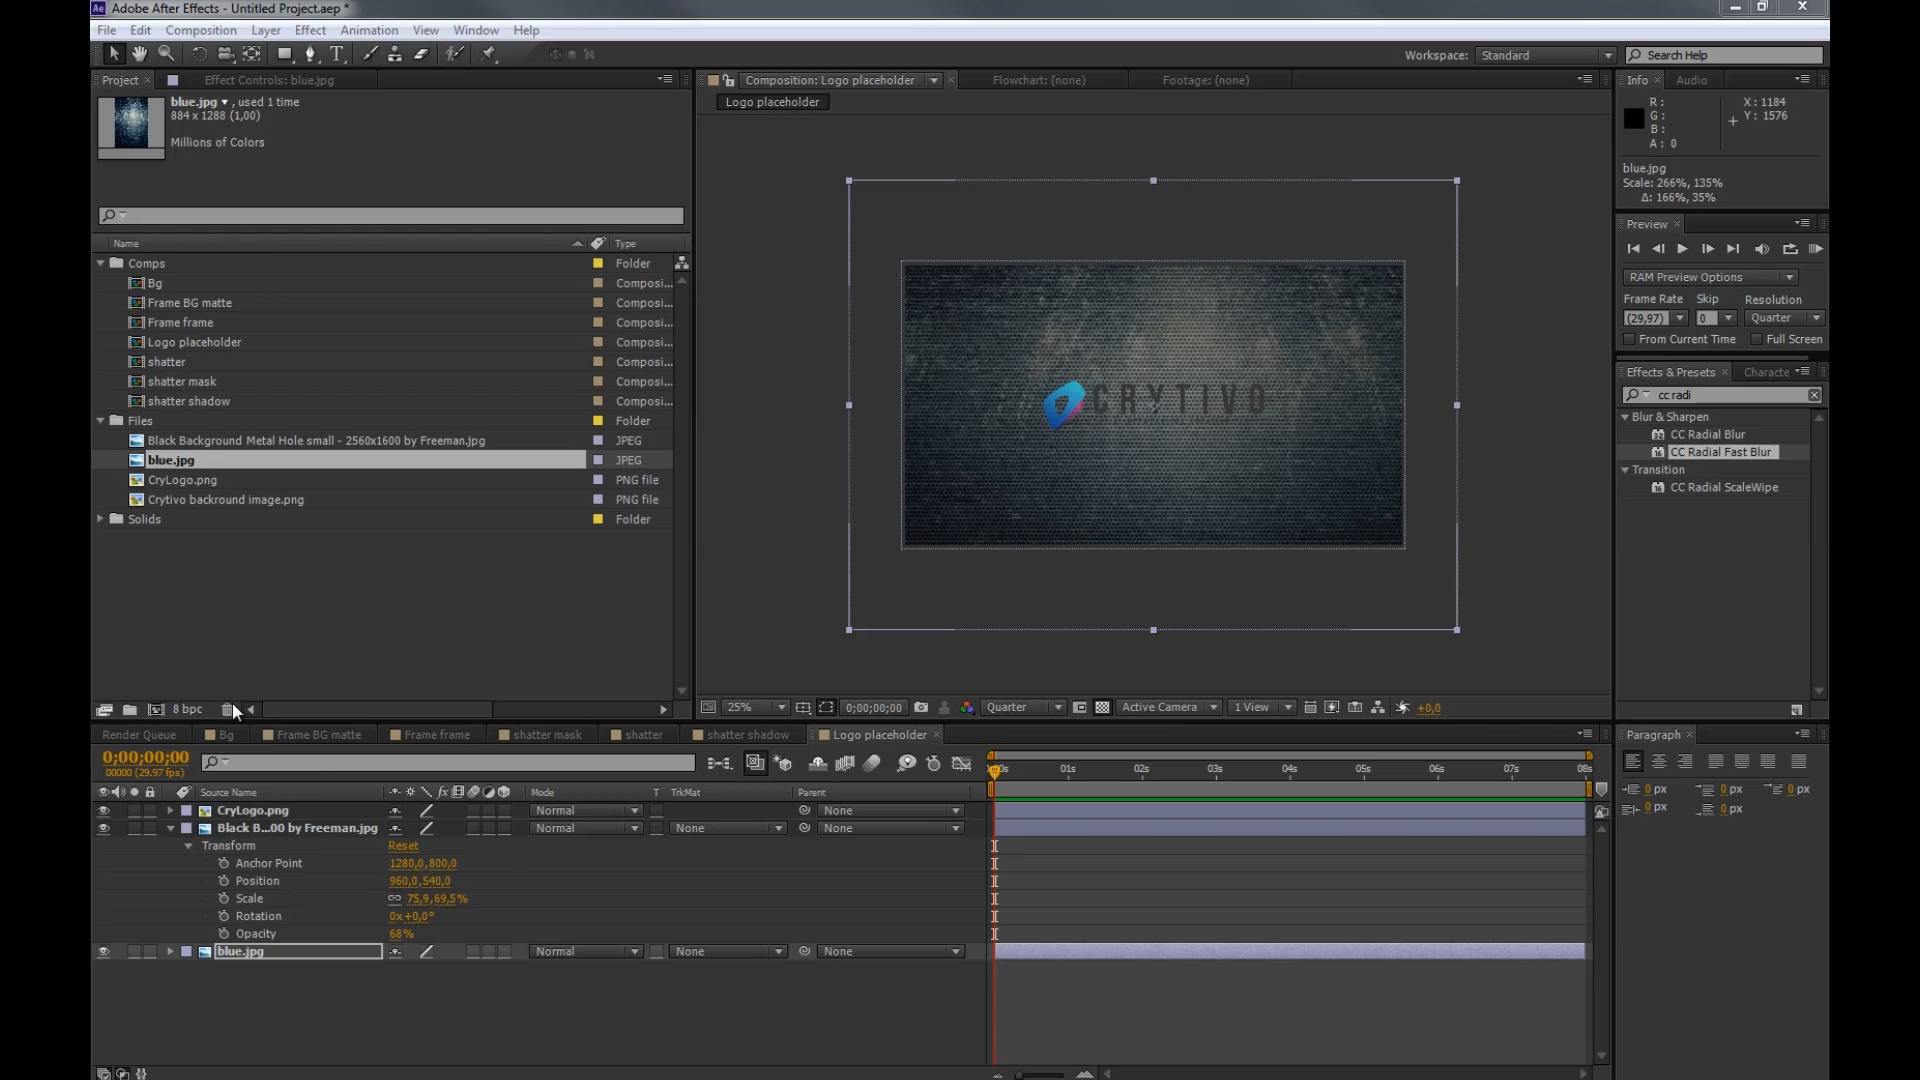 Ae Adobe After Effects - Untitled Project.aep *
File Edit Composition Layer Effect Animation View Window Help
Workspace: Standard Search Help
Project Effect Controls: blue.jpg
blue.jpg ▾ , used 1 time
884 x 1288 (1,00)
Millions of Colors
Name Type
Comps Folder
Bg Composi...
Frame BG matte Composi...
Frame frame Composi...
Logo placeholder Composi...
shatter Composi...
shatter mask Composi...
shatter shadow Composi...
Files Folder
Black Background Metal Hole small - 2560x1600 by Freeman.jpg JPEG
blue.jpg JPEG
CryLogo.png PNG file
Crytivo backround image.png PNG file
Solids Folder
8 bpc
Composition: Logo placeholder Flowchart: (none) Footage: (none)
Logo placeholder
CRYTIVO
25% 0;00;00;00 Quarter Active Camera 1 View +0,0
Info Audio
R : X : 1184
G : Y : 1576
B :
A : 0
blue.jpg
Scale: 266%, 135%
Δ: 166%, 35%
Preview
RAM Preview Options
Frame Rate Skip Resolution
(29,97) 0 Quarter
From Current Time Full Screen
Effects & Presets Characte
cc radi
Blur & Sharpen
CC Radial Blur
CC Radial Fast Blur
Transition
CC Radial ScaleWipe
Render Queue Bg Frame BG matte Frame frame shatter mask shatter shatter shadow Logo placeholder
0;00;00;00
00000 (29.97 fps)
01s 02s 03s 04s 05s 06s 07s 08s
Source Name Mode T TrkMat Parent
CryLogo.png Normal None
Black B...00 by Freeman.jpg Normal None None
Transform Reset
Anchor Point 1280,0,800,0
Position 960,0,540,0
Scale 75,9,69,5%
Rotation 0x+0,0°
Opacity 68%
blue.jpg Normal None None
Paragraph
0 px 0 px 0 px
0 px 0 px